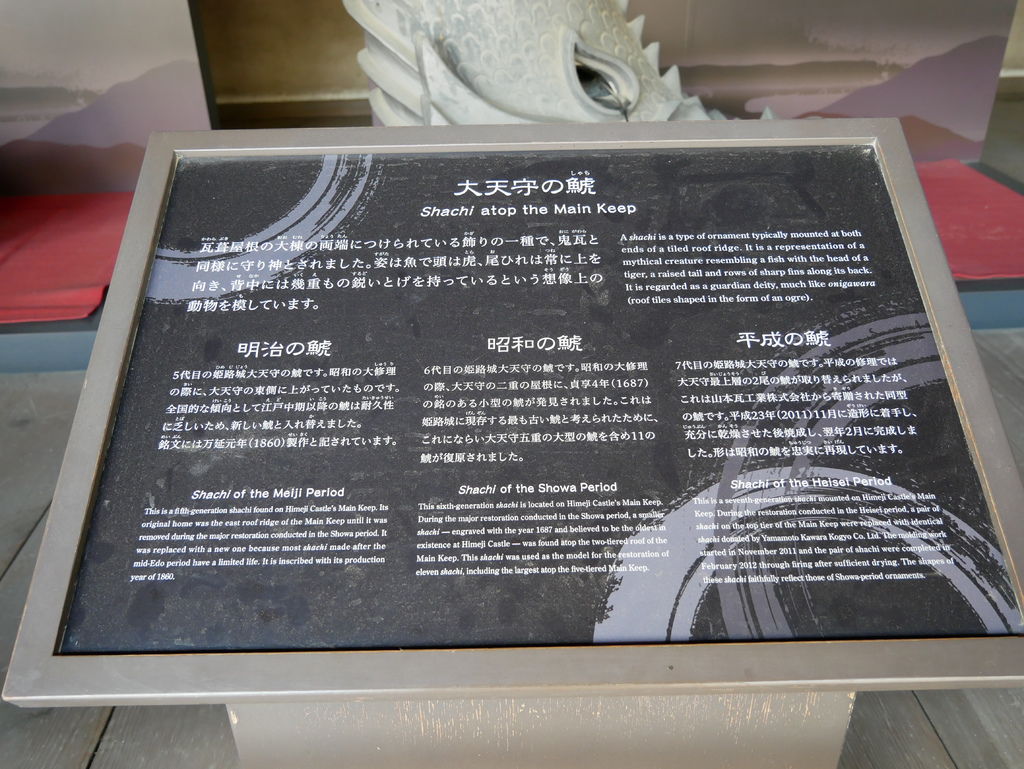 大天守の鯱
Shachi atop the Main Keep
瓦葺屋根の大棟の両端につけられている飾りの一種で、鬼瓦と
同様に守り神とされました。姿は魚で頭は虎、尾ひれは常に上を
向き、背中には幾重もの鋭いとげを持っているという想像上の
動物を模しています。
A shachi is a type of ornament typically mounted at both
ends of a tiled roof ridge. It is a representation of a
mythical creature resembling a fish with the head of a
tiger, a raised tail and rows of sharp fins along its back.
It is regarded as a guardian deity, much like onigawara
(roof tiles shaped in the form of an ogre).
明治の鯱
5代目の姫路城大天守の鯱です。昭和の大修理
の際に、大天守の東側に上がっていたものです。
全国的な傾向として江戸中期以降の鯱は耐久性
に乏しいため、新しい鯱と入れ替えました。
銘文には万延元年(1860)製作と記されています。
Shachi of the Meiji Period
This is a fifth-generation shachi found on Himeji Castle's Main Keep. Its
original home was the east roof ridge of the Main Keep until it was
removed during the major restoration conducted in the Showa period. It
was replaced with a new one because most shachi made after the
mid-Edo period have a limited life. It is inscribed with its production
year of 1860.
昭和の鯱
6代目の姫路城大天守の鯱です。昭和の大修理
の際、大天守の二重の屋根に、貞享4年(1687)
の銘のある小型の鯱が発見されました。これは
姫路城に現存する最も古い鯱と考えられたために、
これにならい大天守五重の大型の鯱を含め11の
鯱が復原されました。
Shachi of the Showa Period
This sixth-generation shachi is located on Himeji Castle's Main Keep.
During the major restoration conducted in the Showa period, a smaller
shachi — engraved with the year 1687 and believed to be the oldest in
existence at Himeji Castle — was found atop the two-tiered roof of the
Main Keep. This shachi was used as the model for the restoration of
eleven shachi, including the largest atop the five-tiered Main Keep.
平成の鯱
7代目の姫路城大天守の鯱です。平成の修理では
大天守最上層の2尾の鯱が取り替えられましたが、
これは山本瓦工業株式会社から寄贈された同型
の鯱です。平成23年(2011)11月に造形に着手し、
充分に乾燥させた後焼成し、翌年2月に完成しま
した。形は昭和の鯱を忠実に再現しています。
Shachi of the Heisei Period
This is a seventh-generation shachi mounted on Himeji Castle's Main
Keep. During the restoration conducted in the Heisei period, a pair of
shachi on the top tier of the Main Keep were replaced with identical
shachi donated by Yamamoto Kawara Kogyo Co. Ltd. The molding work
started in November 2011 and the pair of shachi were completed in
February 2012 through firing after sufficient drying. The shapes of
these shachi faithfully reflect those of Showa-period ornaments.